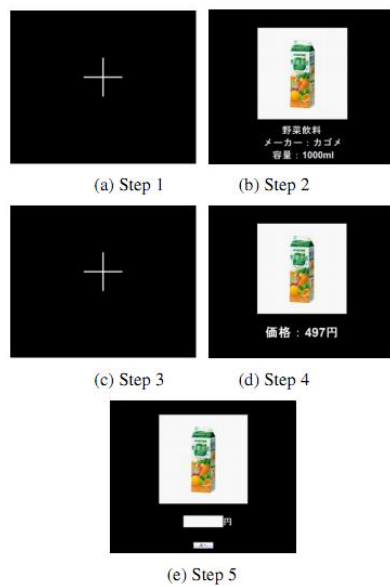 (a) Step 1
野菜飲料
メーカー：カゴメ
容量：1000ml
(b) Step 2
(c) Step 3
価格：497円
(d) Step 4
円
(e) Step 5